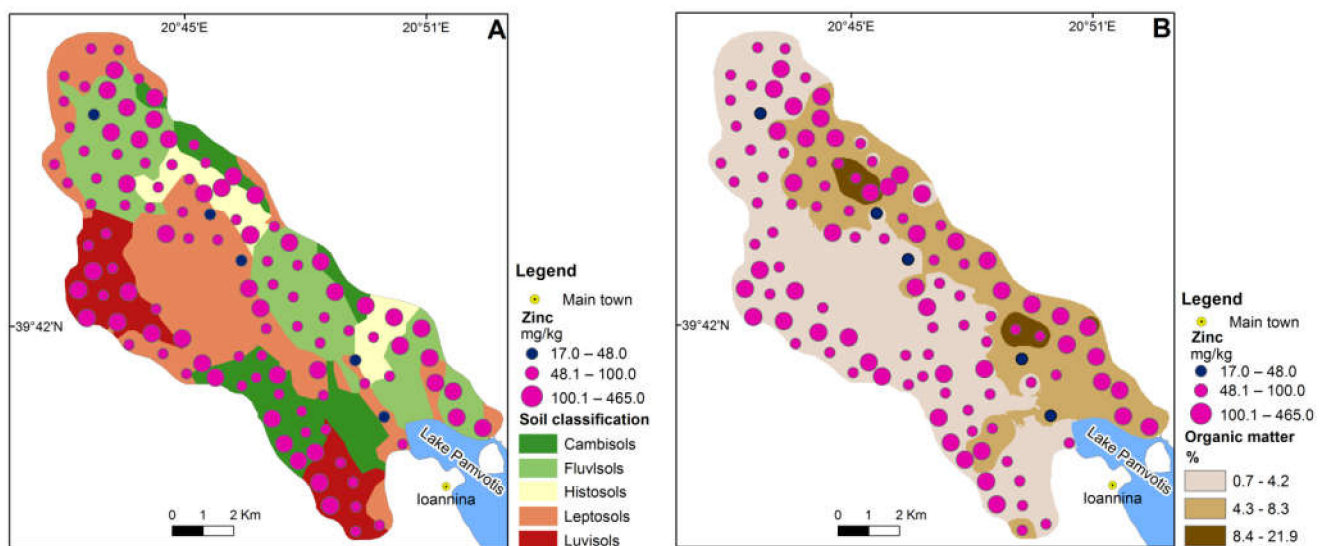 20°45'E
20°51'E
A
39°42'N
Legend
Main town
Zinc
mg/kg
17.0 – 48.0
48.1 – 100.0
100.1 – 465.0
Soil classification
Cambisols
Fluvlsols
Histosols
Leptosols
Luvisols
Lake Pamvotis
Ioannina
0 1 2 Km
20°45'E
20°51'E
B
39°42'N
Legend
Main town
Zinc
mg/kg
17.0 – 48.0
48.1 – 100.0
100.1 – 465.0
Organic matter
%
0.7 - 4.2
4.3 - 8.3
8.4 - 21.9
Lake Pamvotis
Ioannina
0 1 2 Km